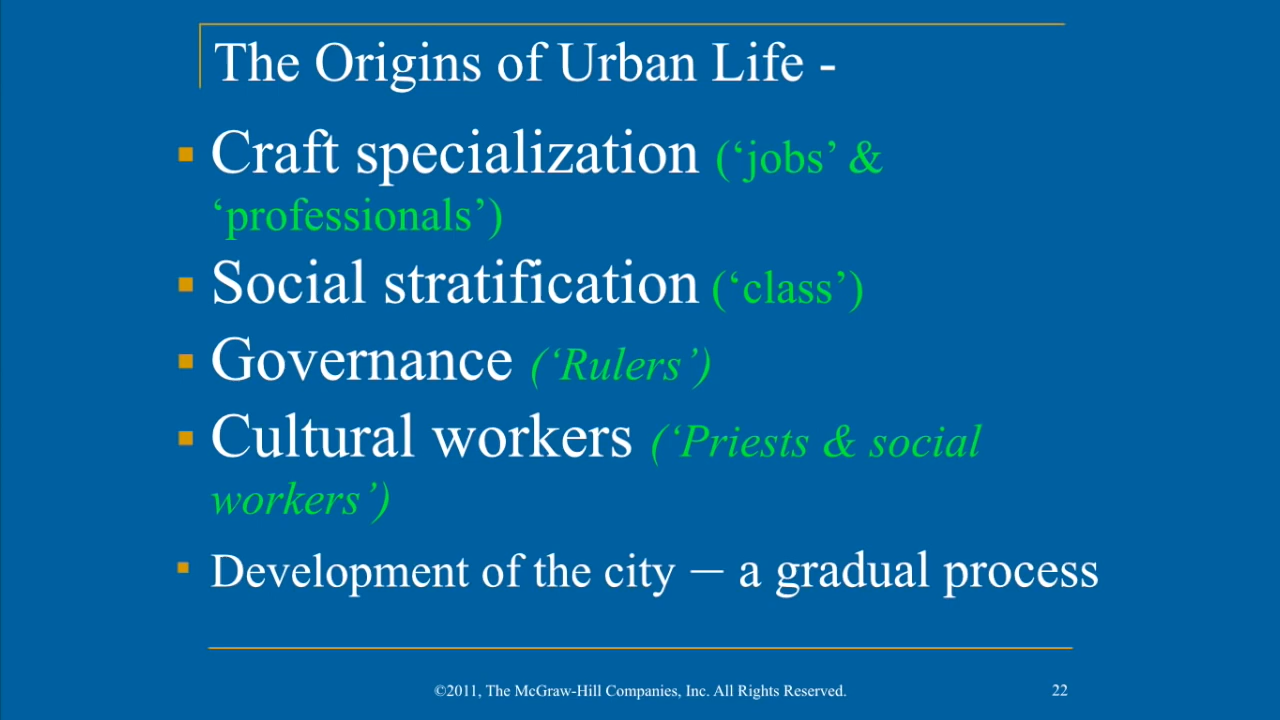 The Origins of Urban Life -
▪ Craft specialization (‘jobs’ &
‘professionals’)
▪ Social stratification (‘class’)
▪ Governance (‘Rulers’)
▪ Cultural workers (‘Priests & social
workers’)
▪ Development of the city — a gradual process
©2011, The McGraw-Hill Companies, Inc. All Rights Reserved.
22